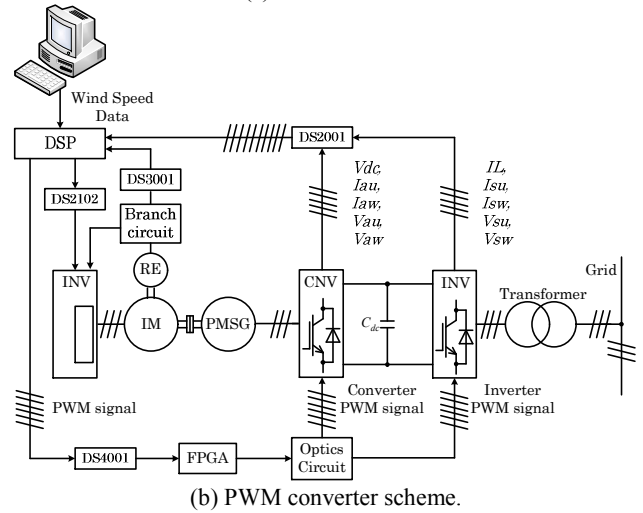 Wind Speed
Data
DSP
DS2001
DS3001
DS2102
Branch
circuit
Vdc,
Iau,
Iaw,
Vau,
Vaw
IL,
Isu,
Isw,
Vsu,
Vsw
Grid
RE
INV
CNV
INV
Transformer
IM
PMSG
Cdc
PWM signal
Converter
PWM signal
Inverter
PWM signal
DS4001
FPGA
Optics
Circuit
(b) PWM converter scheme.